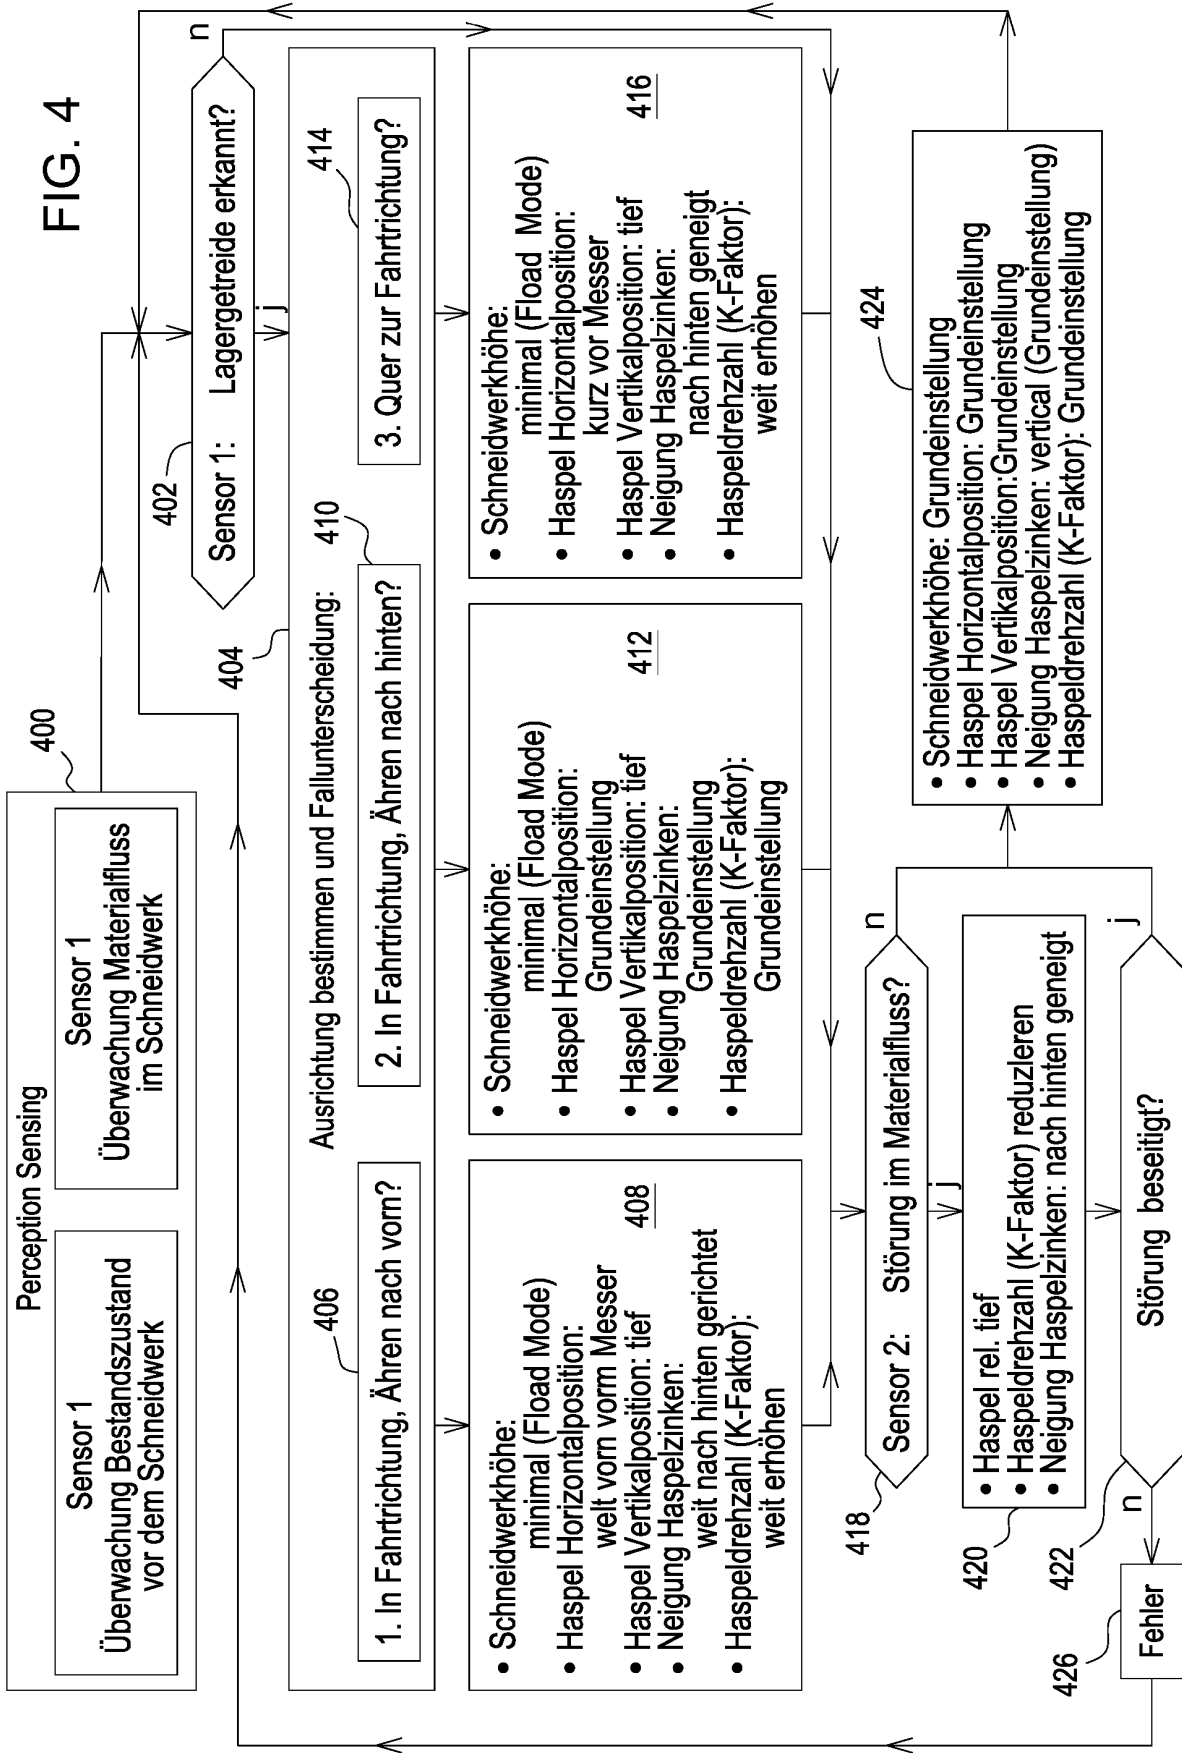 FIG. 4
Perception Sensing
400
Sensor 1
Überwachung Bestandszustand
vor dem Schneidwerk
Sensor 1
Überwachung Materialfluss
im Schneidwerk
402
Sensor 1: Lagergetreide erkannt?
n
j
404
Ausrichtung bestimmen und Fallunterscheidung:
406
1. In Fahrtrichtung, Ähren nach vorn?
410
2. In Fahrtrichtung, Ähren nach hinten?
414
3. Quer zur Fahrtrichtung?
• Schneidwerkhöhe:
minimal (Fload Mode)
• Haspel Horizontalposition:
welt vorn vorm Messer
• Haspel Vertikalposition: tief
• Neigung Haspelzinken:
weit nach hinten gerichtet
• Haspeldrehzahl (K-Faktor):
weit erhöhen
408
• Schneidwerkhöhe:
minimal (Fload Mode)
• Haspel Horizontalposition:
Grundeinstellung
• Haspel Vertikalposition: tief
• Neigung Haspelzinken:
Grundeinstellung
• Haspeldrehzahl (K-Faktor):
Grundeinstellung
412
• Schneidwerkhöhe:
minimal (Fload Mode)
• Haspel Horizontalposition:
kurz vor Messer
• Haspel Vertikalposition: tief
• Neigung Haspelzinken:
nach hinten geneigt
• Haspeldrehzahl (K-Faktor):
weit erhöhen
416
418
Sensor 2: Störung im Materialfluss?
n
j
420
• Haspel rel. tief
• Haspeldrehzahl (K-Faktor) reduzieren
• Neigung Haspelzinken: nach hinten geneigt
422
Störung beseitigt?
n
j
424
• Schneidwerkhöhe: Grundeinstellung
• Haspel Horizontalposition: Grundeinstellung
• Haspel Vertikalposition:Grundeinstellung
• Neigung Haspelzinken: vertical (Grundeinstellung)
• Haspeldrehzahl (K-Faktor): Grundeinstellung
426
Fehler